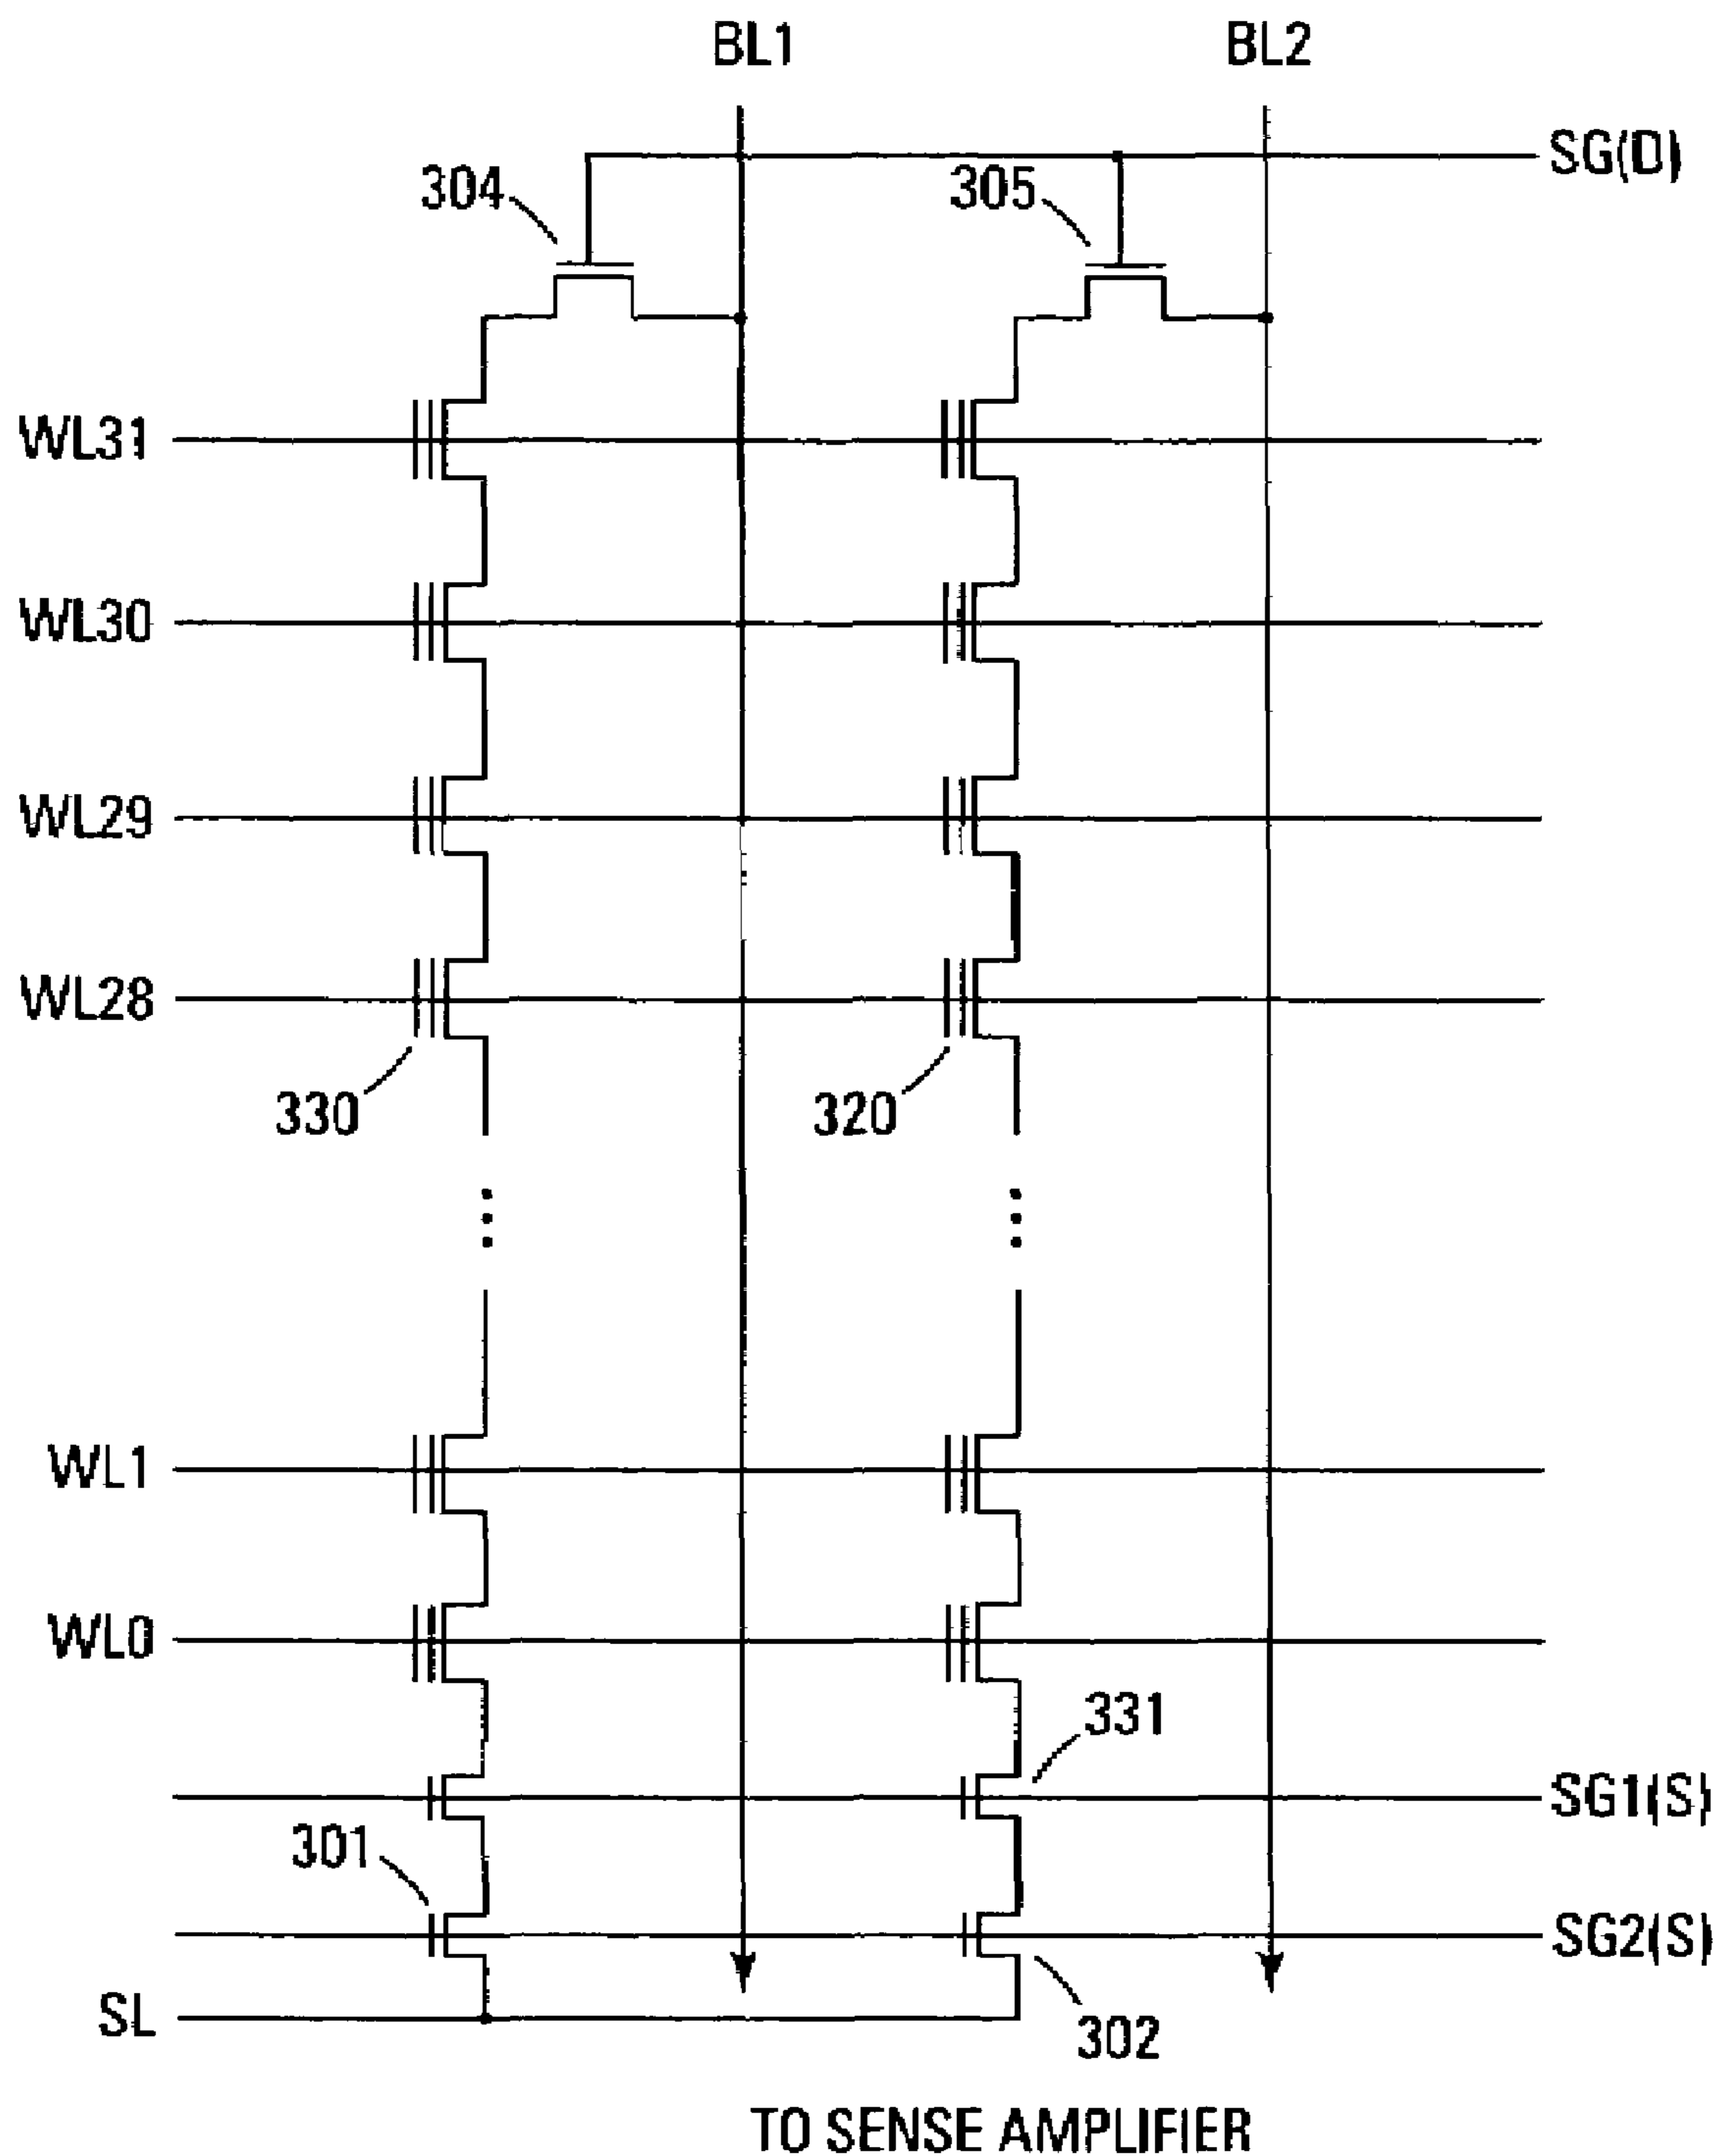 BL1 BL2
SG(D)
304 305
WL31
WL30
WL29
WL28
330 320
WL1
WL0
331
SG1(S)
301
SG2(S)
SL
302
TO SENSE AMPLIFIER